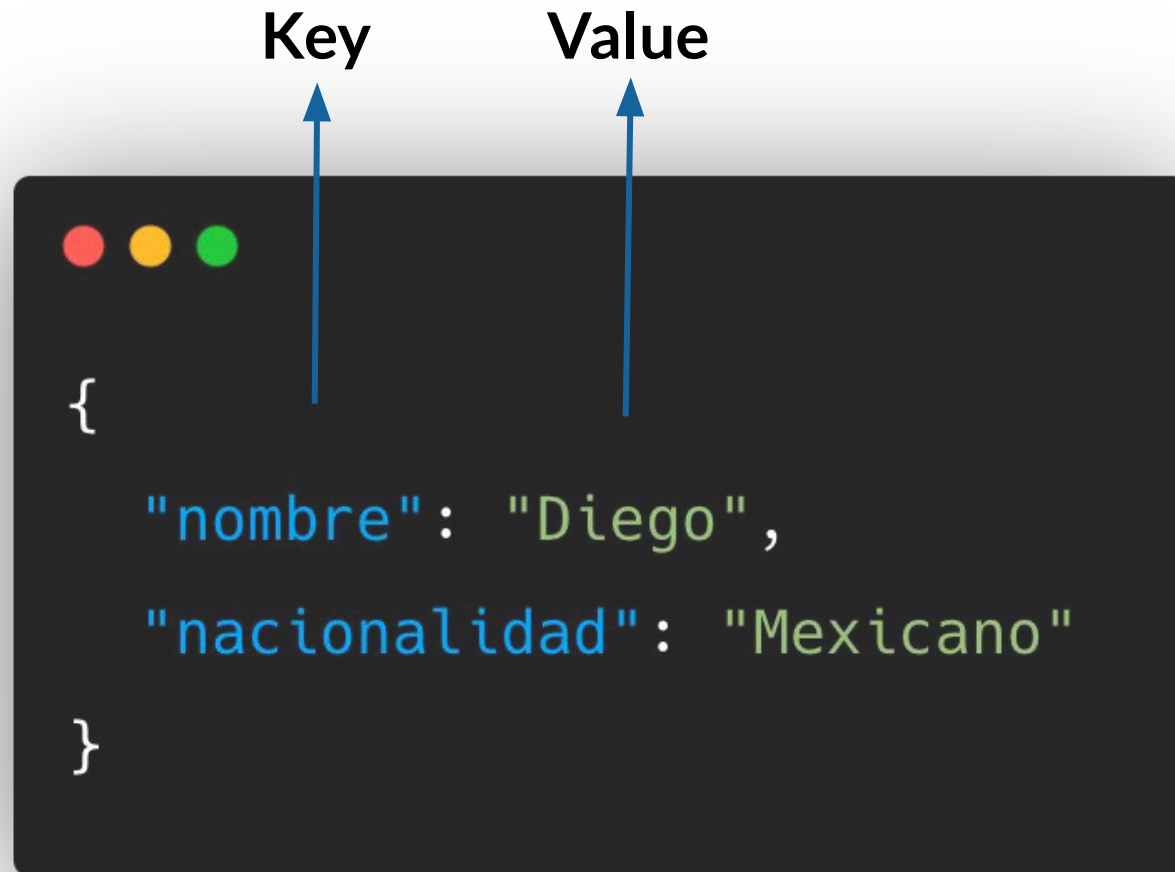 Key Value
{
"nombre": "Diego",
"nacionalidad": "Mexicano"
}